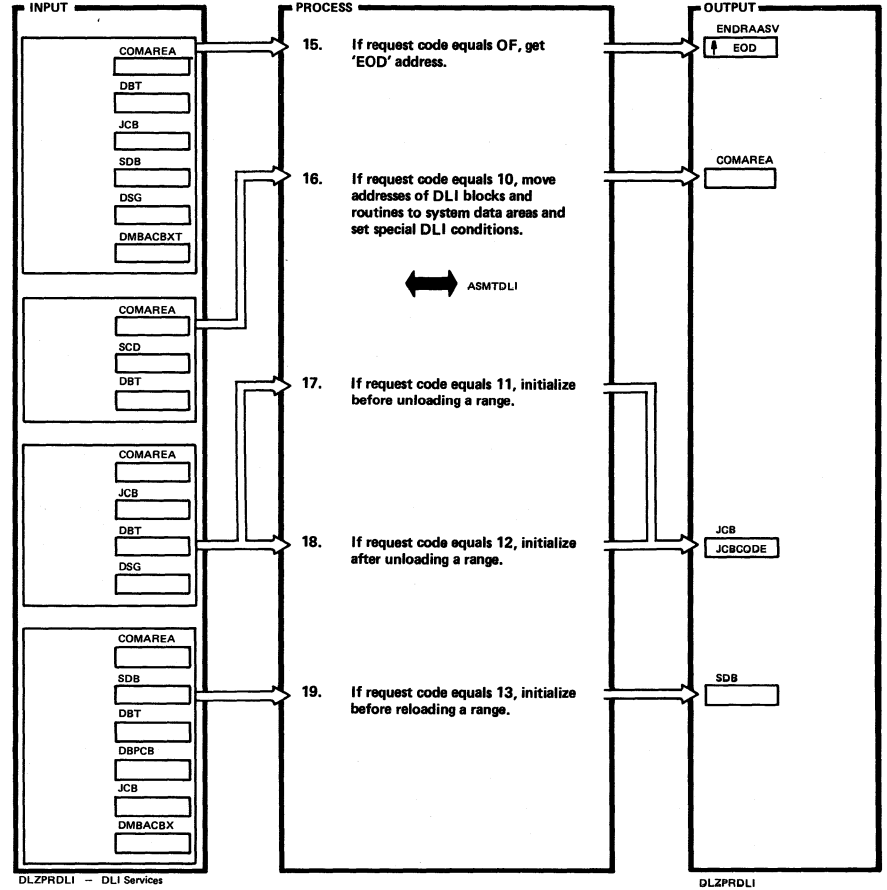 INPUT
COMAREA
DBT
JCB
SDB
DSG
DMBACBXT
COMAREA
SCD
DBT
COMAREA
JCB
DBT
DSG
COMAREA
SDB
DBT
DBPCB
JCB
DMBACBX
DLZPRDLI – DLI Services
PROCESS
15. If request code equals OF, get
'EOD' address.
16. If request code equals 10, move
addresses of DLI blocks and
routines to system data areas and
set special DLI conditions.
ASMTDLI
17. If request code equals 11, initialize
before unloading a range.
18. If request code equals 12, initialize
after unloading a range.
19. If request code equals 13, initialize
before reloading a range.
OUTPUT
ENDRAASV
EOD
COMAREA
JCB
JCBCODE
SDB
DLZPRDLI